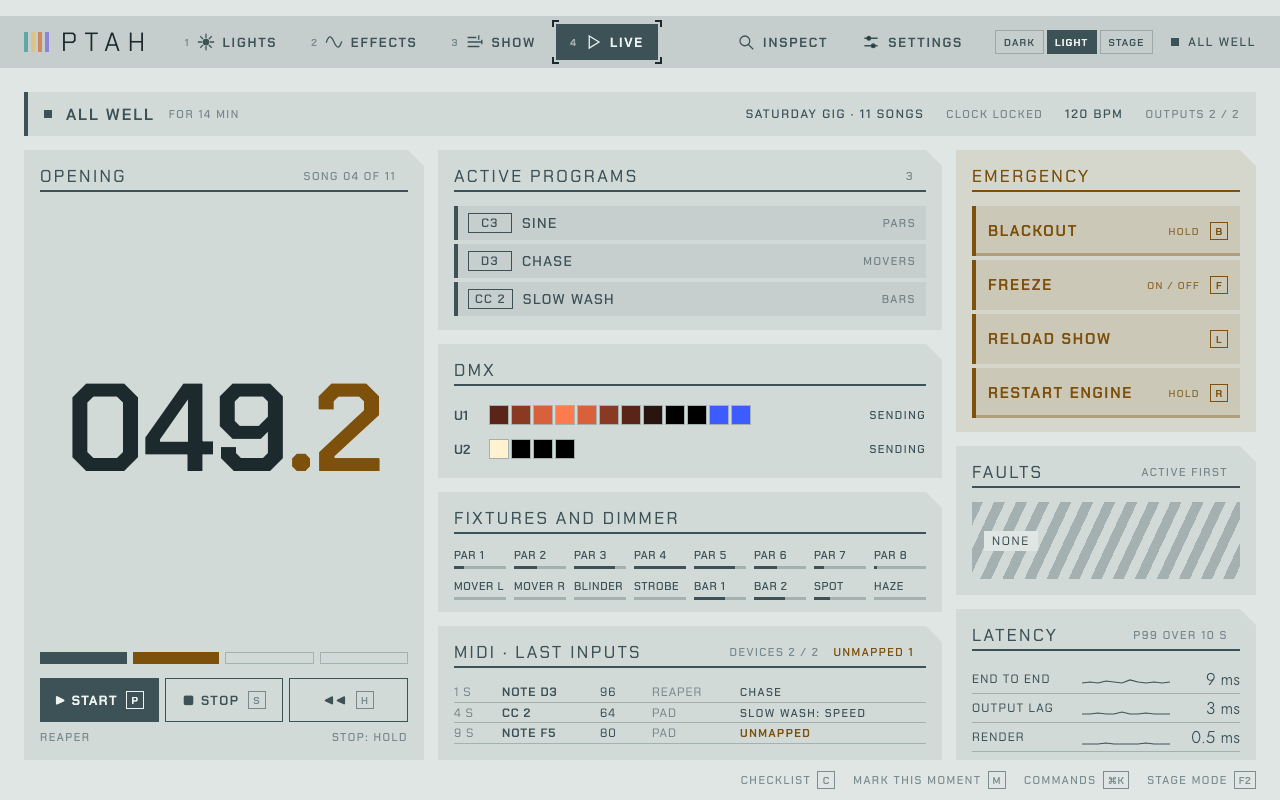 PTAH
1 LIGHTS 2 EFFECTS 3 SHOW 4 LIVE INSPECT SETTINGS DARK LIGHT STAGE ALL WELL
ALL WELL FOR 14 MIN SATURDAY GIG · 11 SONGS CLOCK LOCKED 120 BPM OUTPUTS 2 / 2
OPENING SONG 04 OF 11
049.2
START P STOP S H
REAPER STOP: HOLD
ACTIVE PROGRAMS 3
C3 SINE PARS
D3 CHASE MOVERS
CC 2 SLOW WASH BARS
DMX
U1 SENDING
U2 SENDING
FIXTURES AND DIMMER
PAR 1 PAR 2 PAR 3 PAR 4 PAR 5 PAR 6 PAR 7 PAR 8
MOVER L MOVER R BLINDER STROBE BAR 1 BAR 2 SPOT HAZE
MIDI · LAST INPUTS DEVICES 2 / 2 UNMAPPED 1
1 S NOTE D3 96 REAPER CHASE
4 S CC 2 64 PAD SLOW WASH: SPEED
9 S NOTE F5 80 PAD UNMAPPED
EMERGENCY
BLACKOUT HOLD B
FREEZE ON / OFF F
RELOAD SHOW L
RESTART ENGINE HOLD R
FAULTS ACTIVE FIRST
NONE
LATENCY P99 OVER 10 S
END TO END 9 ms
OUTPUT LAG 3 ms
RENDER 0.5 ms
CHECKLIST C MARK THIS MOMENT M COMMANDS ⌘K STAGE MODE F2